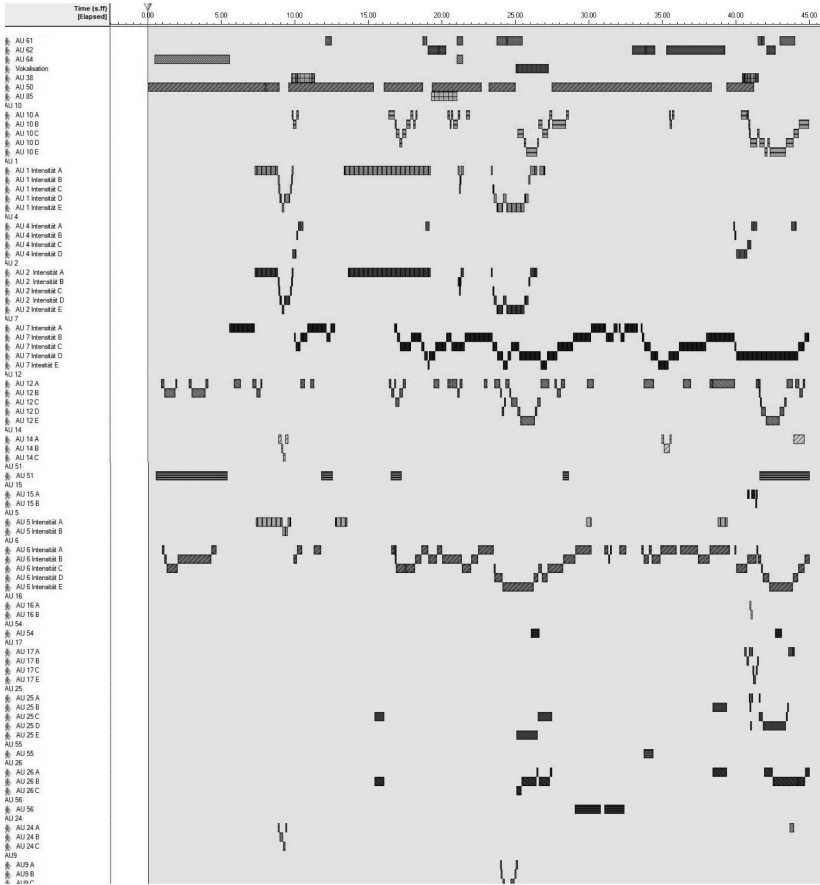 Time (s.ff)
[Elapsed]
0.00 5.00 10.00 15.00 20.00 25.00 30.00 35.00 40.00 45.00
AU 61
AU 62
AU 64
Vokalisation
AU 38
AU 50
AU 85
AU 10
AU 10 A
AU 10 B
AU 10 C
AU 10 D
AU 10 E
AU 1
AU 1 Intensität A
AU 1 Intensität B
AU 1 Intensität C
AU 1 Intensität D
AU 1 Intensität E
AU 4
AU 4 Intensität A
AU 4 Intensität B
AU 4 Intensität C
AU 4 Intensität D
AU 2
AU 2 Intensität A
AU 2 Intensität B
AU 2 Intensität C
AU 2 Intensität D
AU 2 Intensität E
AU 7
AU 7 Intensität A
AU 7 Intensität B
AU 7 Intensität C
AU 7 Intensität D
AU 7 Intesität E
AU 12
AU 12 A
AU 12 B
AU 12 C
AU 12 D
AU 12 E
AU 14
AU 14 A
AU 14 B
AU 14 C
AU 51
AU 51
AU 15
AU 15 A
AU 15 B
AU 5
AU 5 Intensität A
AU 5 Intensität B
AU 6
AU 6 Intensität A
AU 6 Intensität B
AU 6 Intensität C
AU 6 Intensität D
AU 6 Intensität E
AU 16
AU 16 A
AU 16 B
AU 54
AU 54
AU 17
AU 17 A
AU 17 B
AU 17 C
AU 17 E
AU 25
AU 25 A
AU 25 B
AU 25 C
AU 25 D
AU 25 E
AU 55
AU 55
AU 26
AU 26 A
AU 26 B
AU 26 C
AU 56
AU 56
AU 24
AU 24 A
AU 24 B
AU 24 C
AU9
AU9 A
AU9 B
AU9 C